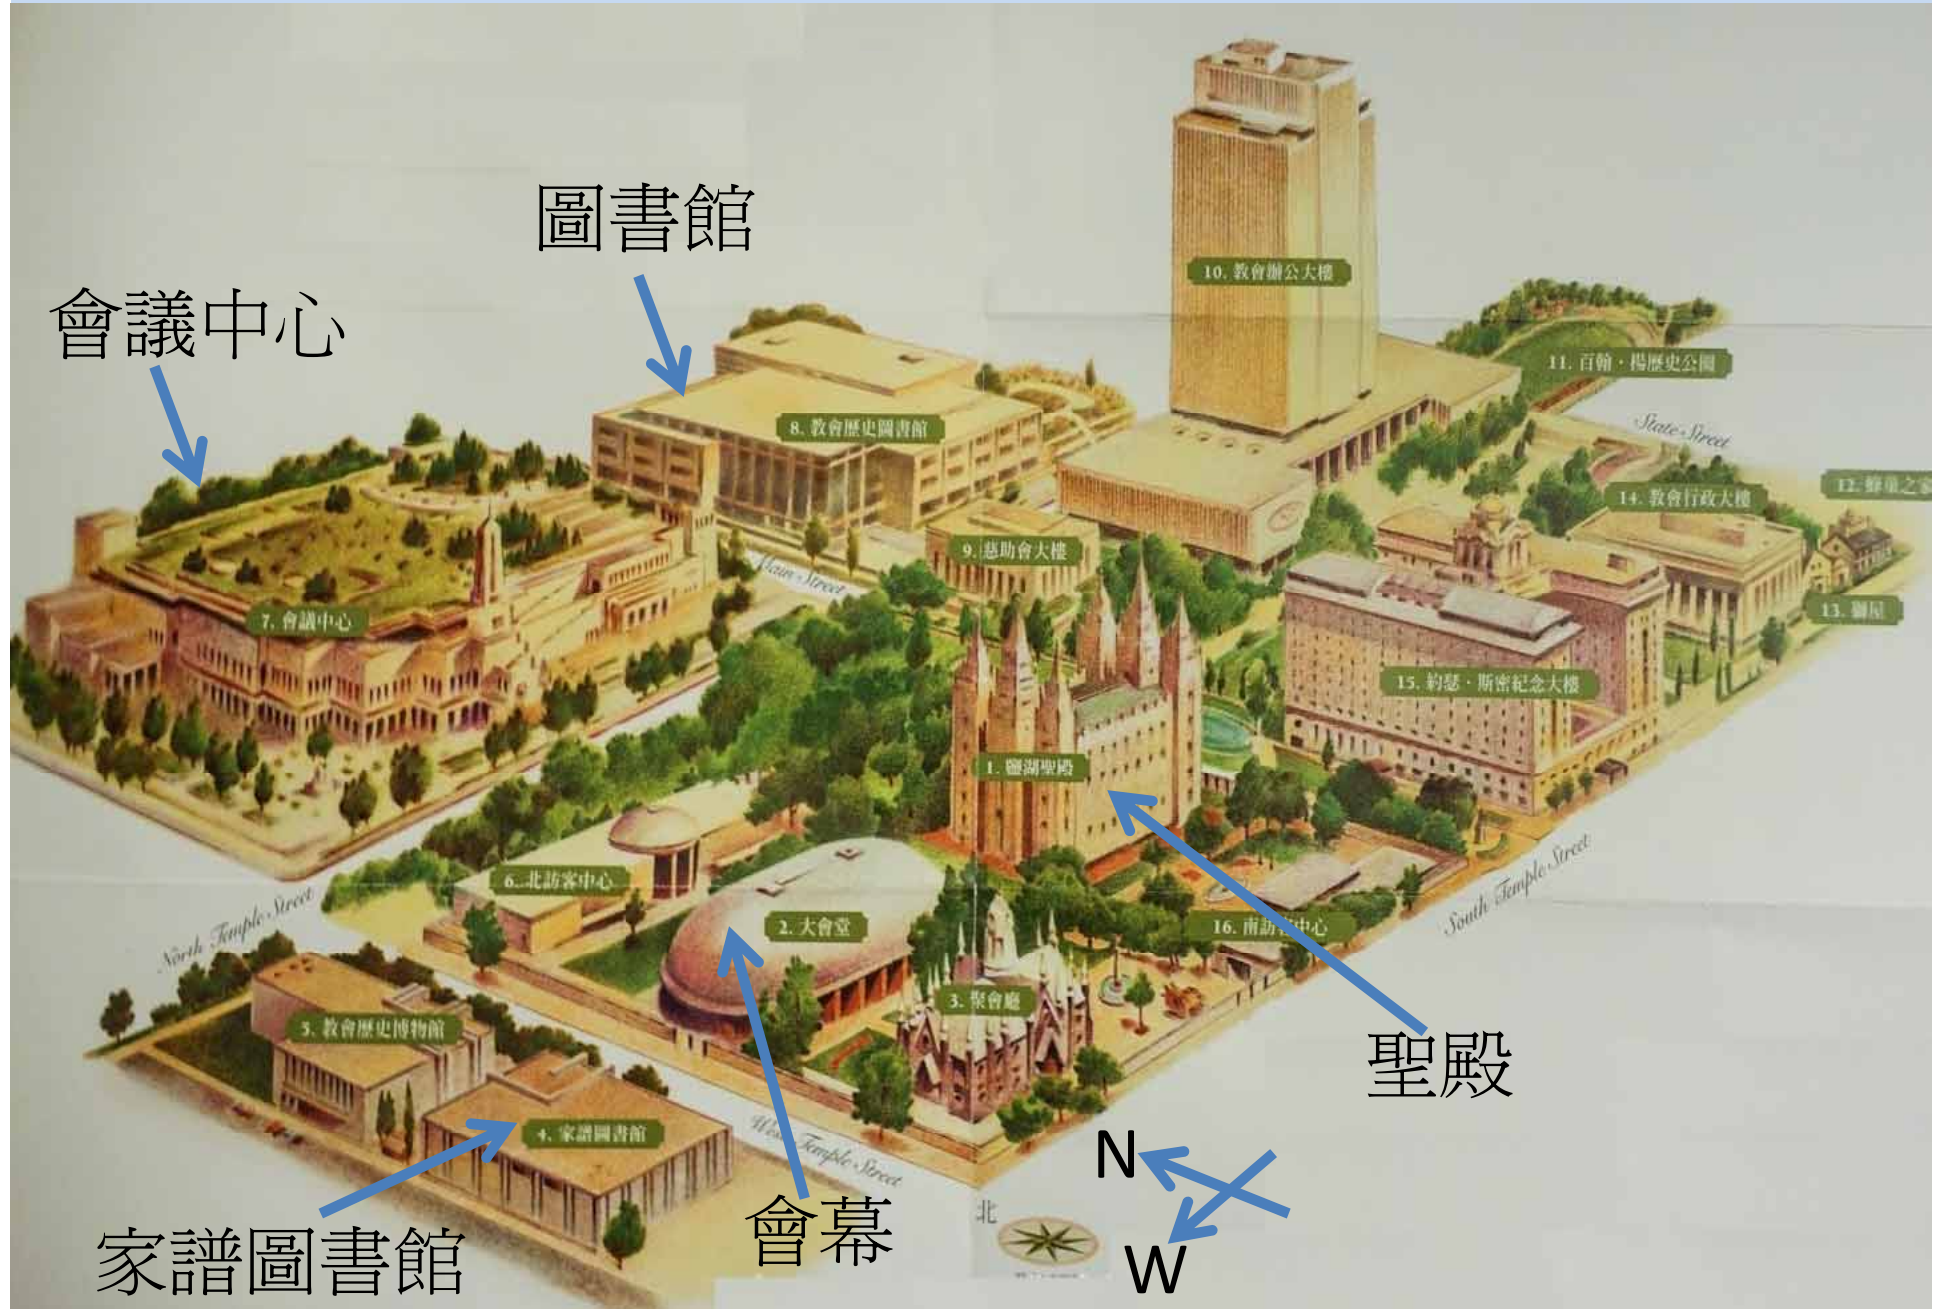 圖書館
會議中心
10. 教會辦公大樓
11. 百翰·楊歷史公園
State Street
8. 教會歷史圖書館
14. 教會行政大樓
12. 蜂巢之家
9. 慈助會大樓
Main Street
7. 會議中心
13. 獅屋
15. 約瑟·斯密紀念大樓
1. 鹽湖聖殿
6. 北訪客中心
2. 大會堂
16. 南訪客中心
South Temple Street
North Temple Street
3. 聚會廳
5. 教會歷史博物館
聖殿
4. 家譜圖書館
West Temple Street
N
北
會幕
家譜圖書館
W